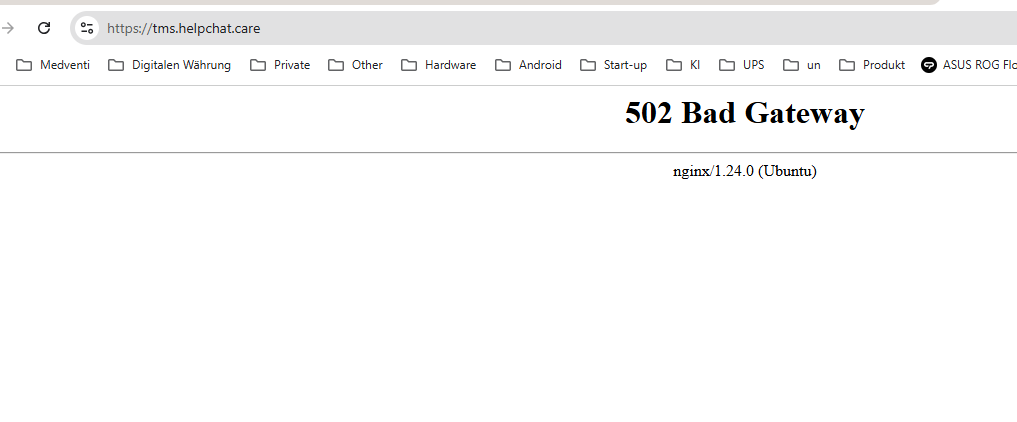 https://tms.helpchat.care
Medventi Digitalen Währung Private Other Hardware Android Start-up KI UPS un Produkt ASUS ROG Flo
502 Bad Gateway
nginx/1.24.0 (Ubuntu)